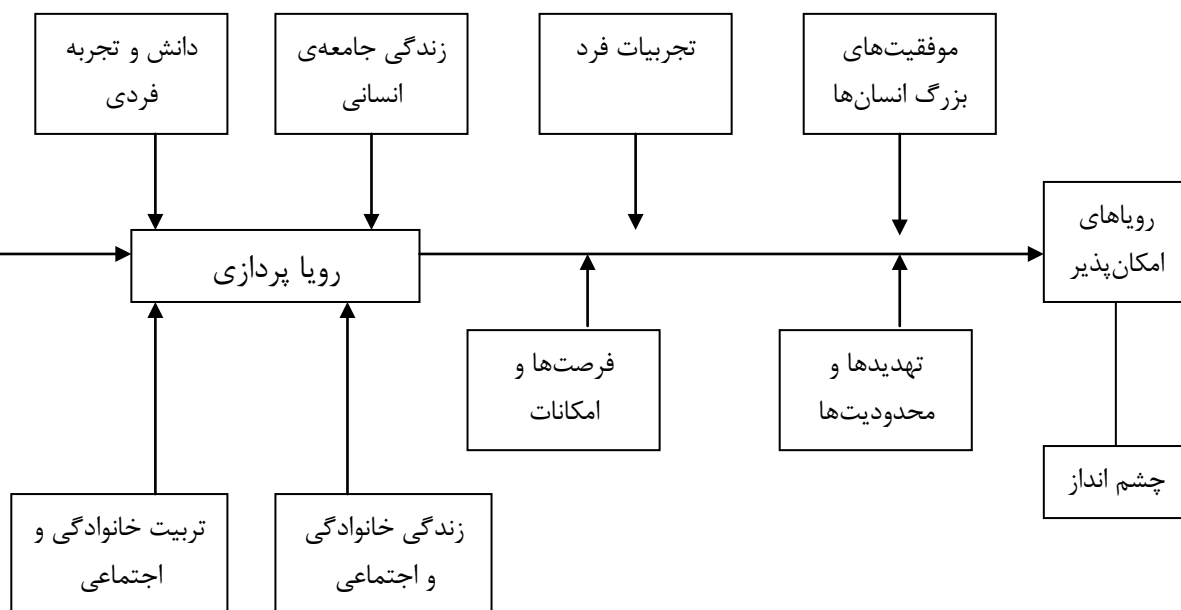 موفقیت‌های
بزرگ انسان‌ها
تجربیات فرد
زندگی جامعه‌ی
انسانی
دانش و تجربه
فردی
رویاهای
امکان‌پذیر
رویا پردازی
تهدیدها و
محدودیت‌ها
فرصت‌ها و
امکانات
چشم انداز
زندگی خانوادگی
و اجتماعی
تربیت خانوادگی و
اجتماعی